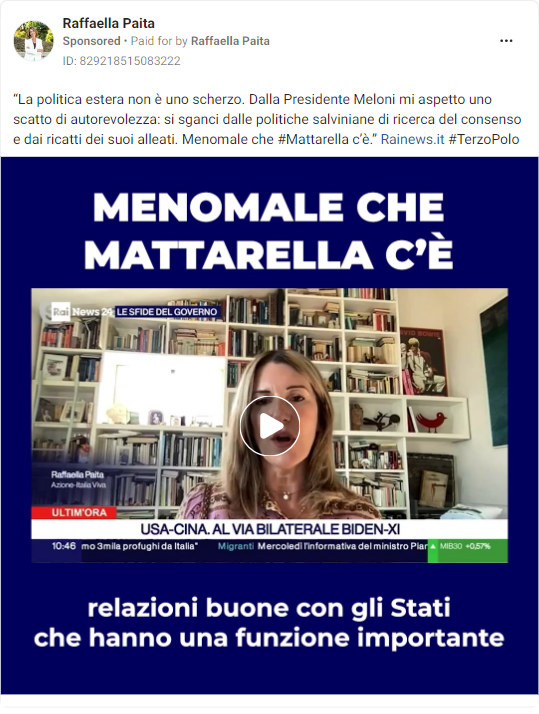 Raffaella Paita
Sponsored • Paid for by Raffaella Paita
ID: 829218515083222
“La politica estera non è uno scherzo. Dalla Presidente Meloni mi aspetto uno
scatto di autorevolezza: si sganci dalle politiche salviniane di ricerca del consenso
e dai ricatti dei suoi alleati. Menomale che #Mattarella c’è.” Rainews.it #TerzoPolo
MENOMALE CHE
MATTARELLA C’È
Rai News 24 LE SFIDE DEL GOVERNO
DAVID BOWIE
Raffaella Paita
Azione-Italia Viva
ULTIM'ORA
USA-CINA. AL VIA BILATERALE BIDEN-XI
10:46 mo 3mila profughi da Italia" Migranti Mercoledì l'informativa del ministro Pian MIB30 +0,57%
relazioni buone con gli Stati
che hanno una funzione importante